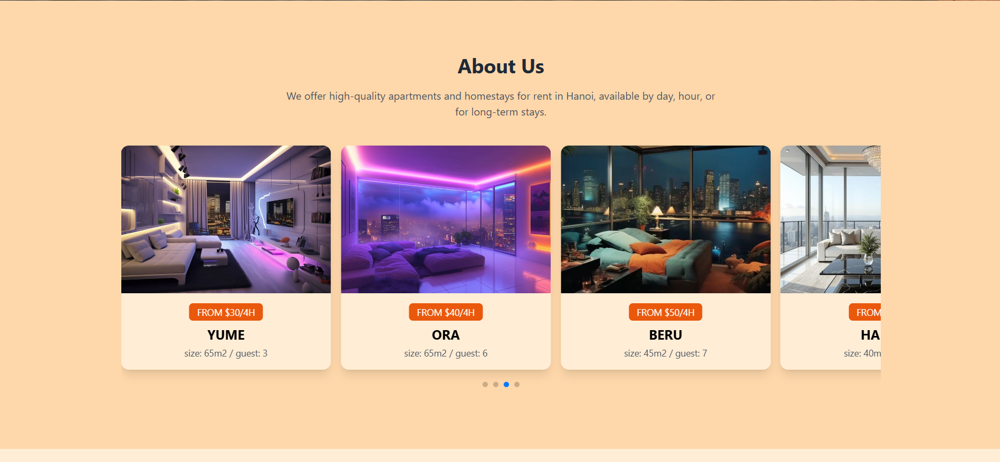 About Us
We offer high-quality apartments and homestays for rent in Hanoi, available by day, hour, or
for long-term stays.
FROM $30/4H
YUME
size: 65m2 / guest: 3
FROM $40/4H
ORA
size: 65m2 / guest: 6
FROM $50/4H
BERU
size: 45m2 / guest: 7
FROM
HA
size: 40m